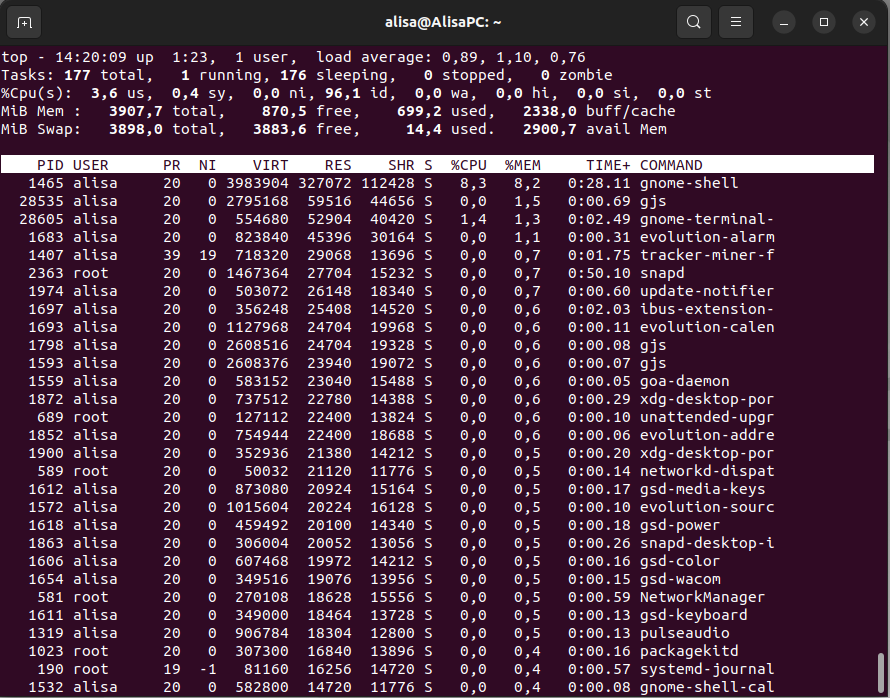 alisa@AlisaPC: ~
top - 14:20:09 up  1:23,  1 user,  load average: 0,89, 1,10, 0,76
Tasks: 177 total,   1 running, 176 sleeping,   0 stopped,   0 zombie
%Cpu(s):  3,6 us,  0,4 sy,  0,0 ni, 96,1 id,  0,0 wa,  0,0 hi,  0,0 si,  0,0 st
MiB Mem :   3907,7 total,    870,5 free,    699,2 used,   2338,0 buff/cache
MiB Swap:   3898,0 total,   3883,6 free,     14,4 used.   2900,7 avail Mem
    PID USER      PR  NI    VIRT    RES    SHR S  %CPU  %MEM     TIME+ COMMAND
   1465 alisa     20   0 3983904 327072 112428 S   8,3   8,2   0:28.11 gnome-shell
  28535 alisa     20   0 2795168  59516  44656 S   0,0   1,5   0:00.69 gjs
  28605 alisa     20   0  554680  52904  40420 S   1,4   1,3   0:02.49 gnome-terminal-
   1683 alisa     20   0  823840  45396  30164 S   0,0   1,1   0:00.31 evolution-alarm
   1407 alisa     39  19  718320  29068  13696 S   0,0   0,7   0:01.75 tracker-miner-f
   2363 root      20   0 1467364  27704  15232 S   0,0   0,7   0:50.10 snapd
   1974 alisa     20   0  503072  26148  18340 S   0,0   0,7   0:00.60 update-notifier
   1697 alisa     20   0  356248  25408  14520 S   0,0   0,6   0:02.03 ibus-extension-
   1693 alisa     20   0 1127968  24704  19968 S   0,0   0,6   0:00.11 evolution-calen
   1798 alisa     20   0 2608516  24704  19328 S   0,0   0,6   0:00.08 gjs
   1593 alisa     20   0 2608376  23940  19072 S   0,0   0,6   0:00.07 gjs
   1559 alisa     20   0  583152  23040  15488 S   0,0   0,6   0:00.05 goa-daemon
   1872 alisa     20   0  737512  22780  14388 S   0,0   0,6   0:00.29 xdg-desktop-por
    689 root      20   0  127112  22400  13824 S   0,0   0,6   0:00.10 unattended-upgr
   1852 alisa     20   0  754944  22400  18688 S   0,0   0,6   0:00.06 evolution-addre
   1900 alisa     20   0  352936  21380  14212 S   0,0   0,5   0:00.20 xdg-desktop-por
    589 root      20   0   50032  21120  11776 S   0,0   0,5   0:00.14 networkd-dispat
   1612 alisa     20   0  873080  20924  15164 S   0,0   0,5   0:00.17 gsd-media-keys
   1572 alisa     20   0 1015604  20224  16128 S   0,0   0,5   0:00.10 evolution-sourc
   1618 alisa     20   0  459492  20100  14340 S   0,0   0,5   0:00.18 gsd-power
   1863 alisa     20   0  306004  20052  13056 S   0,0   0,5   0:00.26 snapd-desktop-i
   1606 alisa     20   0  607468  19972  14212 S   0,0   0,5   0:00.16 gsd-color
   1654 alisa     20   0  349516  19076  13956 S   0,0   0,5   0:00.15 gsd-wacom
    581 root      20   0  270108  18628  15556 S   0,0   0,5   0:00.59 NetworkManager
   1611 alisa     20   0  349000  18464  13728 S   0,0   0,5   0:00.13 gsd-keyboard
   1319 alisa     20   0  906784  18304  12800 S   0,0   0,5   0:00.13 pulseaudio
   1023 root      20   0  307300  16840  13896 S   0,0   0,4   0:00.16 packagekitd
    190 root      19  -1   81160  16256  14720 S   0,0   0,4   0:00.57 systemd-journal
   1532 alisa     20   0  582800  14720  11776 S   0,0   0,4   0:00.08 gnome-shell-cal